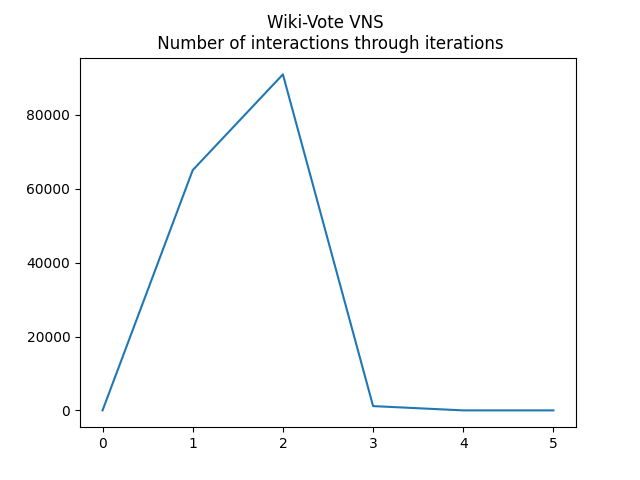 Wiki-Vote VNS
Number of interactions through iterations
80000
60000
40000
20000
0
0 1 2 3 4 5